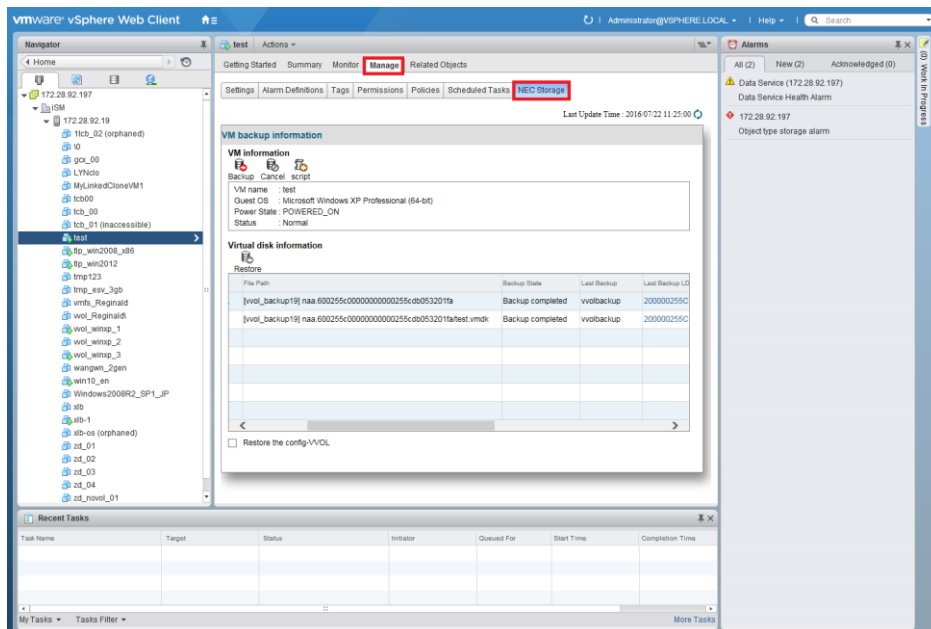 vmware® vSphere Web Client
Administrator@VSPHERE.LOCAL
Help
Search
Navigator
Home
172.28.92.197
iSM
172.28.92.19
1tcb_02 (orphaned)
\0
gcx_00
LYNclo
MyLinkedCloneVM1
tcb00
tcb_00
tcb_01 (inaccessible)
test
tlp_win2008_x86
tlp_win2012
tmp123
tmp_esv_3gb
vmfs_Reginald
vvol_Reginald\
vvol_winxp_1
vvol_winxp_2
vvol_winxp_3
wangwn_2gen
win10_en
Windows2008R2_SP1_JP
xlb
xlb-1
xlb-os (orphaned)
zd_01
zd_02
zd_03
zd_04
zd_novol_01
test Actions
Getting Started Summary Monitor Manage Related Objects
Settings Alarm Definitions Tags Permissions Policies Scheduled Tasks NEC Storage
Last Update Time : 2016/07/22 11:25:00
VM backup information
VM information
Backup Cancel script
VM name : test
Guest OS : Microsoft Windows XP Professional (64-bit)
Power State : POWERED_ON
Status : Normal
Virtual disk information
Restore
File Path Backup State Last Backup Last Backup LD
[vvol_backup19] naa.600255c00000000000255cdb053201fa Backup completed vvolbackup 200000255C
[vvol_backup19] naa.600255c00000000000255cdb053201fa/test.vmdk Backup completed vvolbackup 200000255C
Restore the config-VVOL
Alarms
All (2) New (2) Acknowledged (0)
Data Service (172.28.92.197)
Data Service Health Alarm
172.28.92.197
Object type storage alarm
(0) Work In Progress
Recent Tasks
Task Name Target Status Initiator Queued For Start Time Completion Time
My Tasks Tasks Filter More Tasks